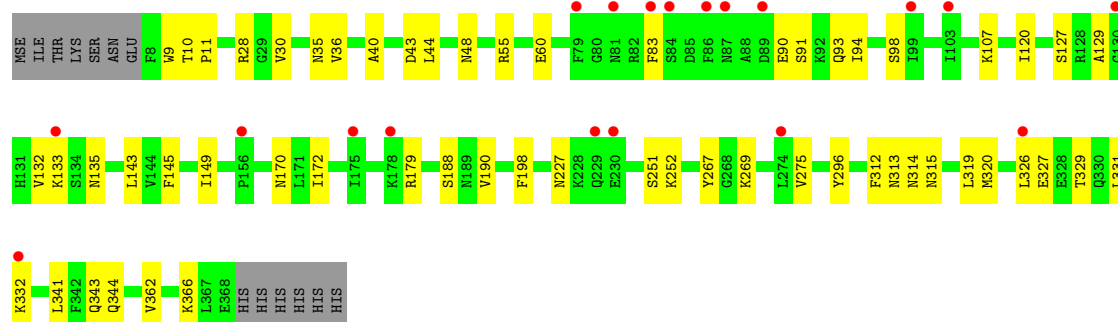 MSE ILE THR LYS SER ASN GLU F8 W9 T10 P11 R28 G29 V30 N35 V36 A40 D43 L44 N48 R55 E60 F79 G80 N81 R82 F83 S84 D85 F86 N87 A88 D89 E90 S91 K92 Q93 I94 S98 I99 I103 K107 I120 S127 R128 A129 G130
H131 V132 K133 S134 N135 L143 V144 F145 I149 P156 N170 L171 I172 I175 K178 R179 S188 N189 V190 F198 N227 K228 Q229 E230 S251 K252 Y267 G268 K269 L274 V275 Y296 F312 N313 N314 N315 L319 M320 L326 E327 E328 T329 Q330 L331
K332 L341 F342 Q343 Q344 V362 K366 L367 E368 HIS HIS HIS HIS HIS HIS